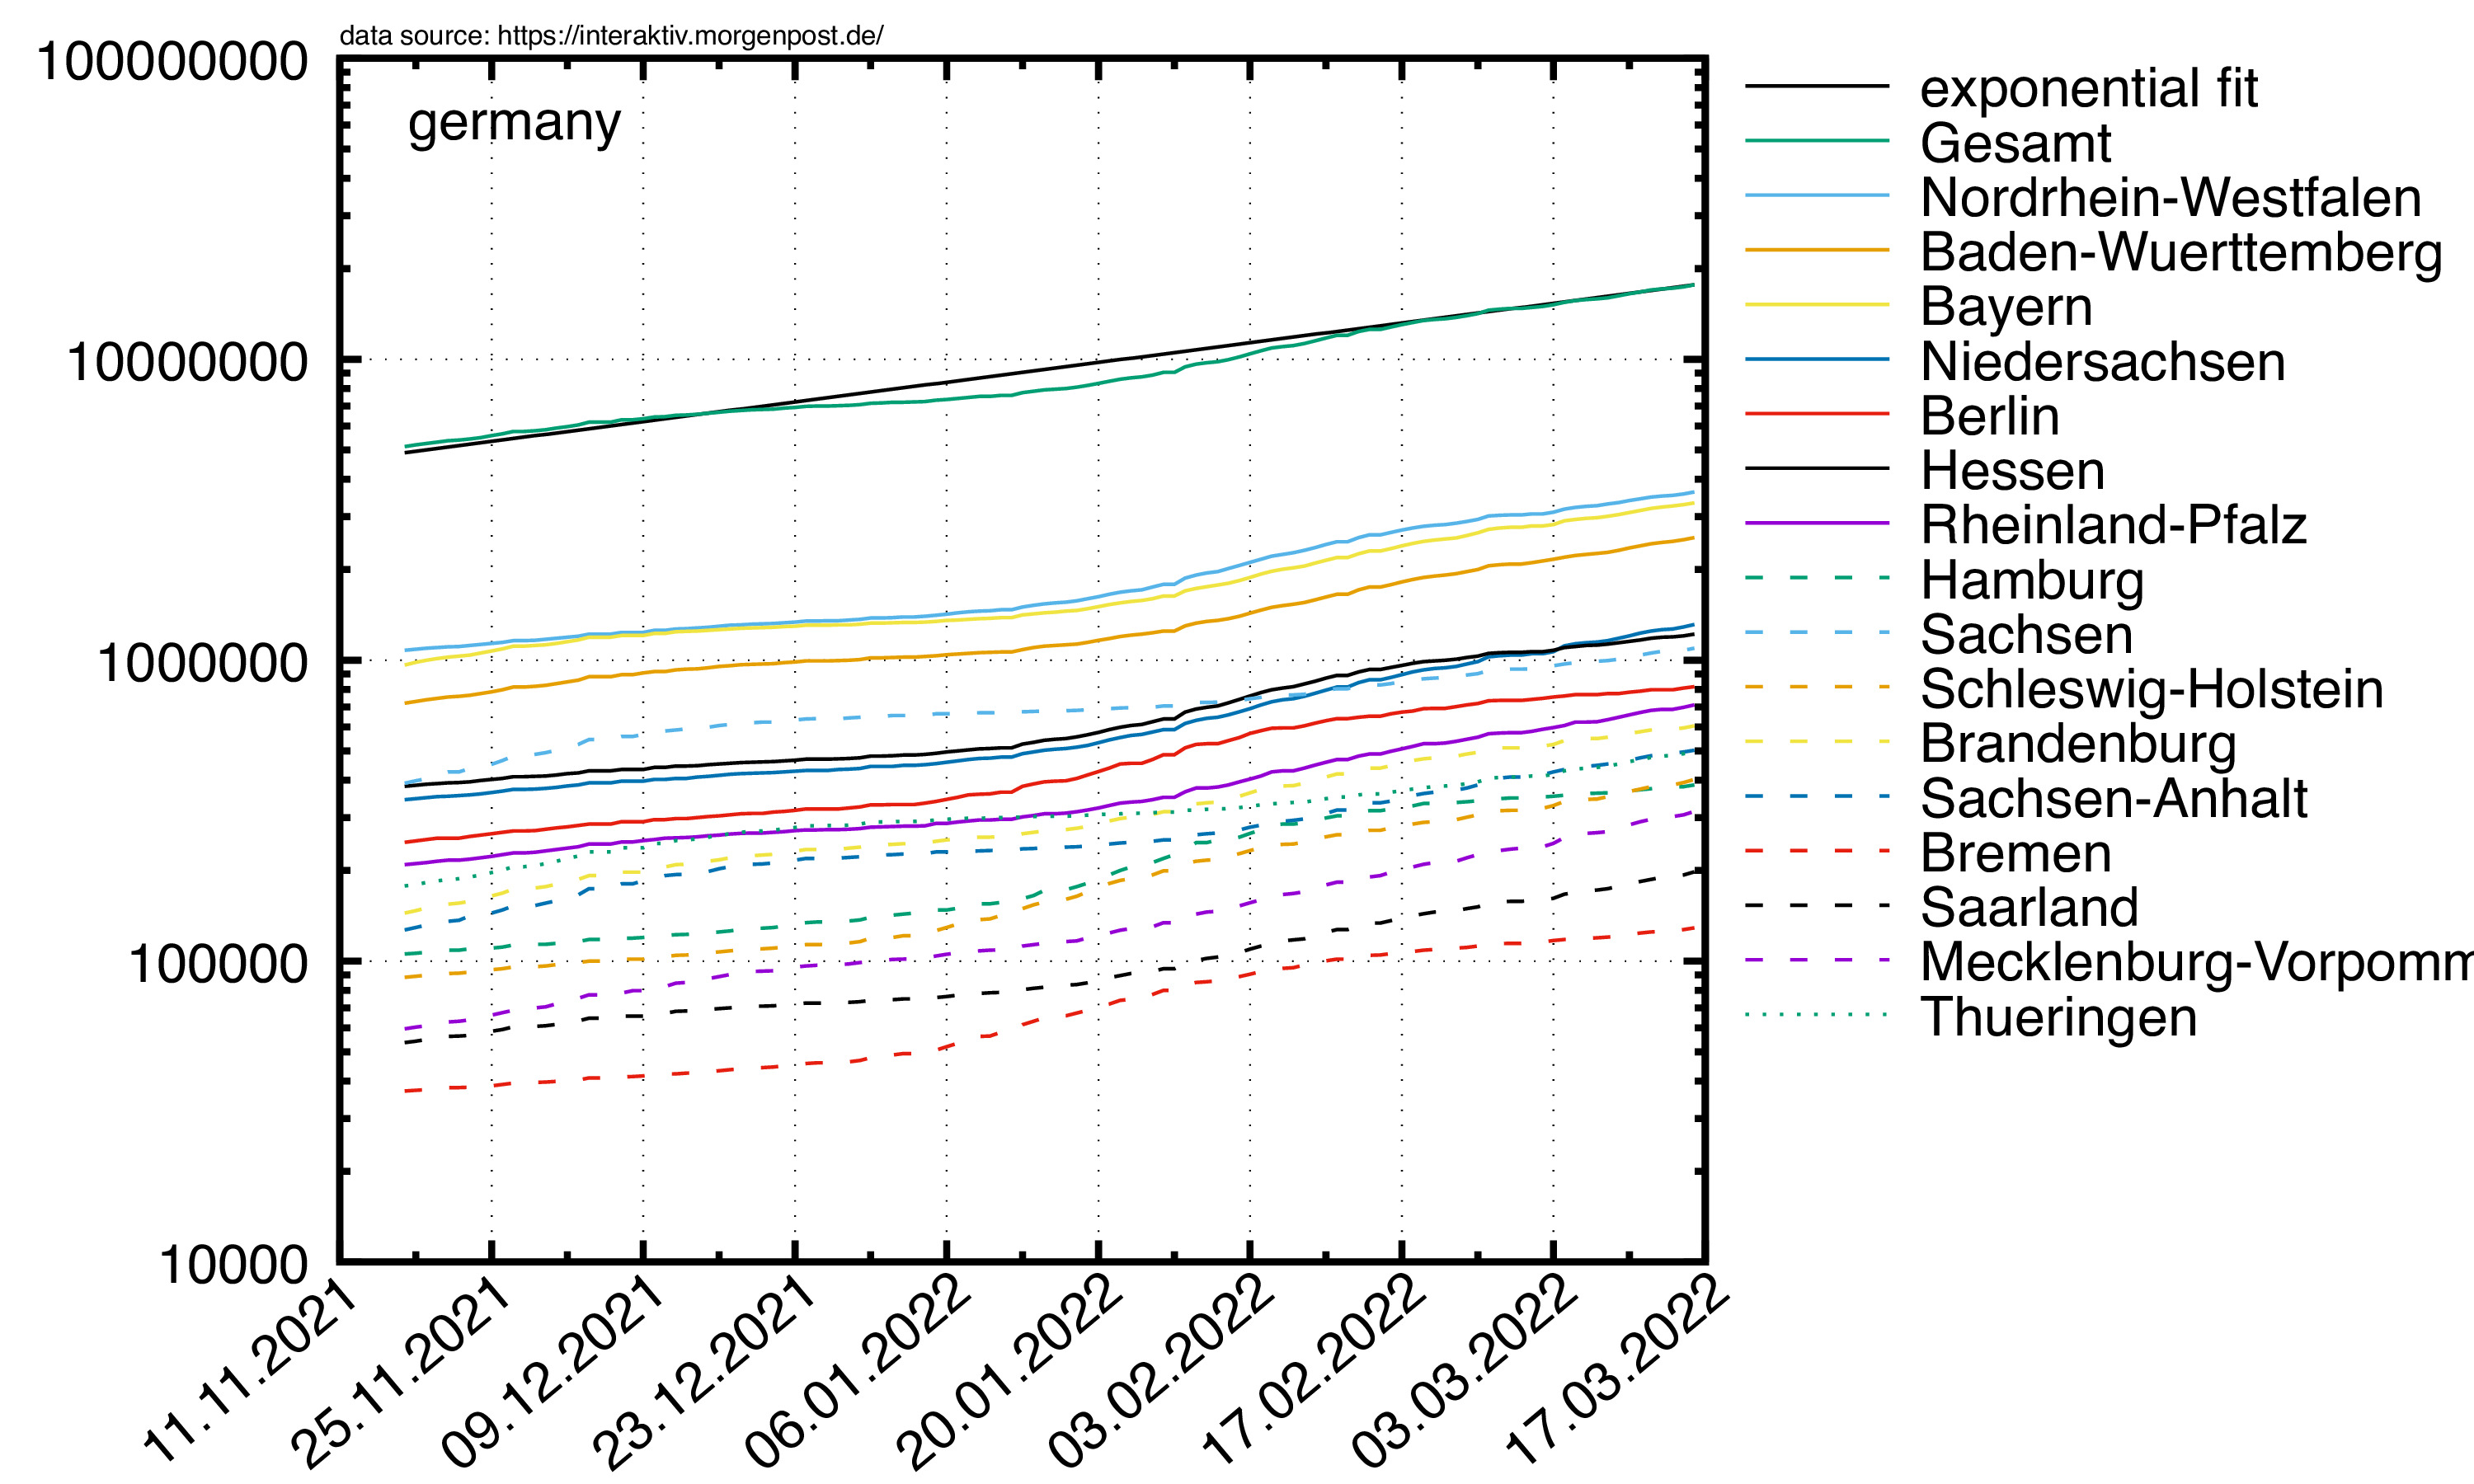 data source: https://interaktiv.morgenpost.de/
100000000
10000000
1000000
100000
10000
germany
exponential fit
Gesamt
Nordrhein-Westfalen
Baden-Wuerttemberg
Bayern
Niedersachsen
Berlin
Hessen
Rheinland-Pfalz
Hamburg
Sachsen
Schleswig-Holstein
Brandenburg
Sachsen-Anhalt
Bremen
Saarland
Mecklenburg-Vorpomm
Thueringen
11.11.2021
25.11.2021
09.12.2021
23.12.2021
06.01.2022
20.01.2022
03.02.2022
17.02.2022
03.03.2022
17.03.2022